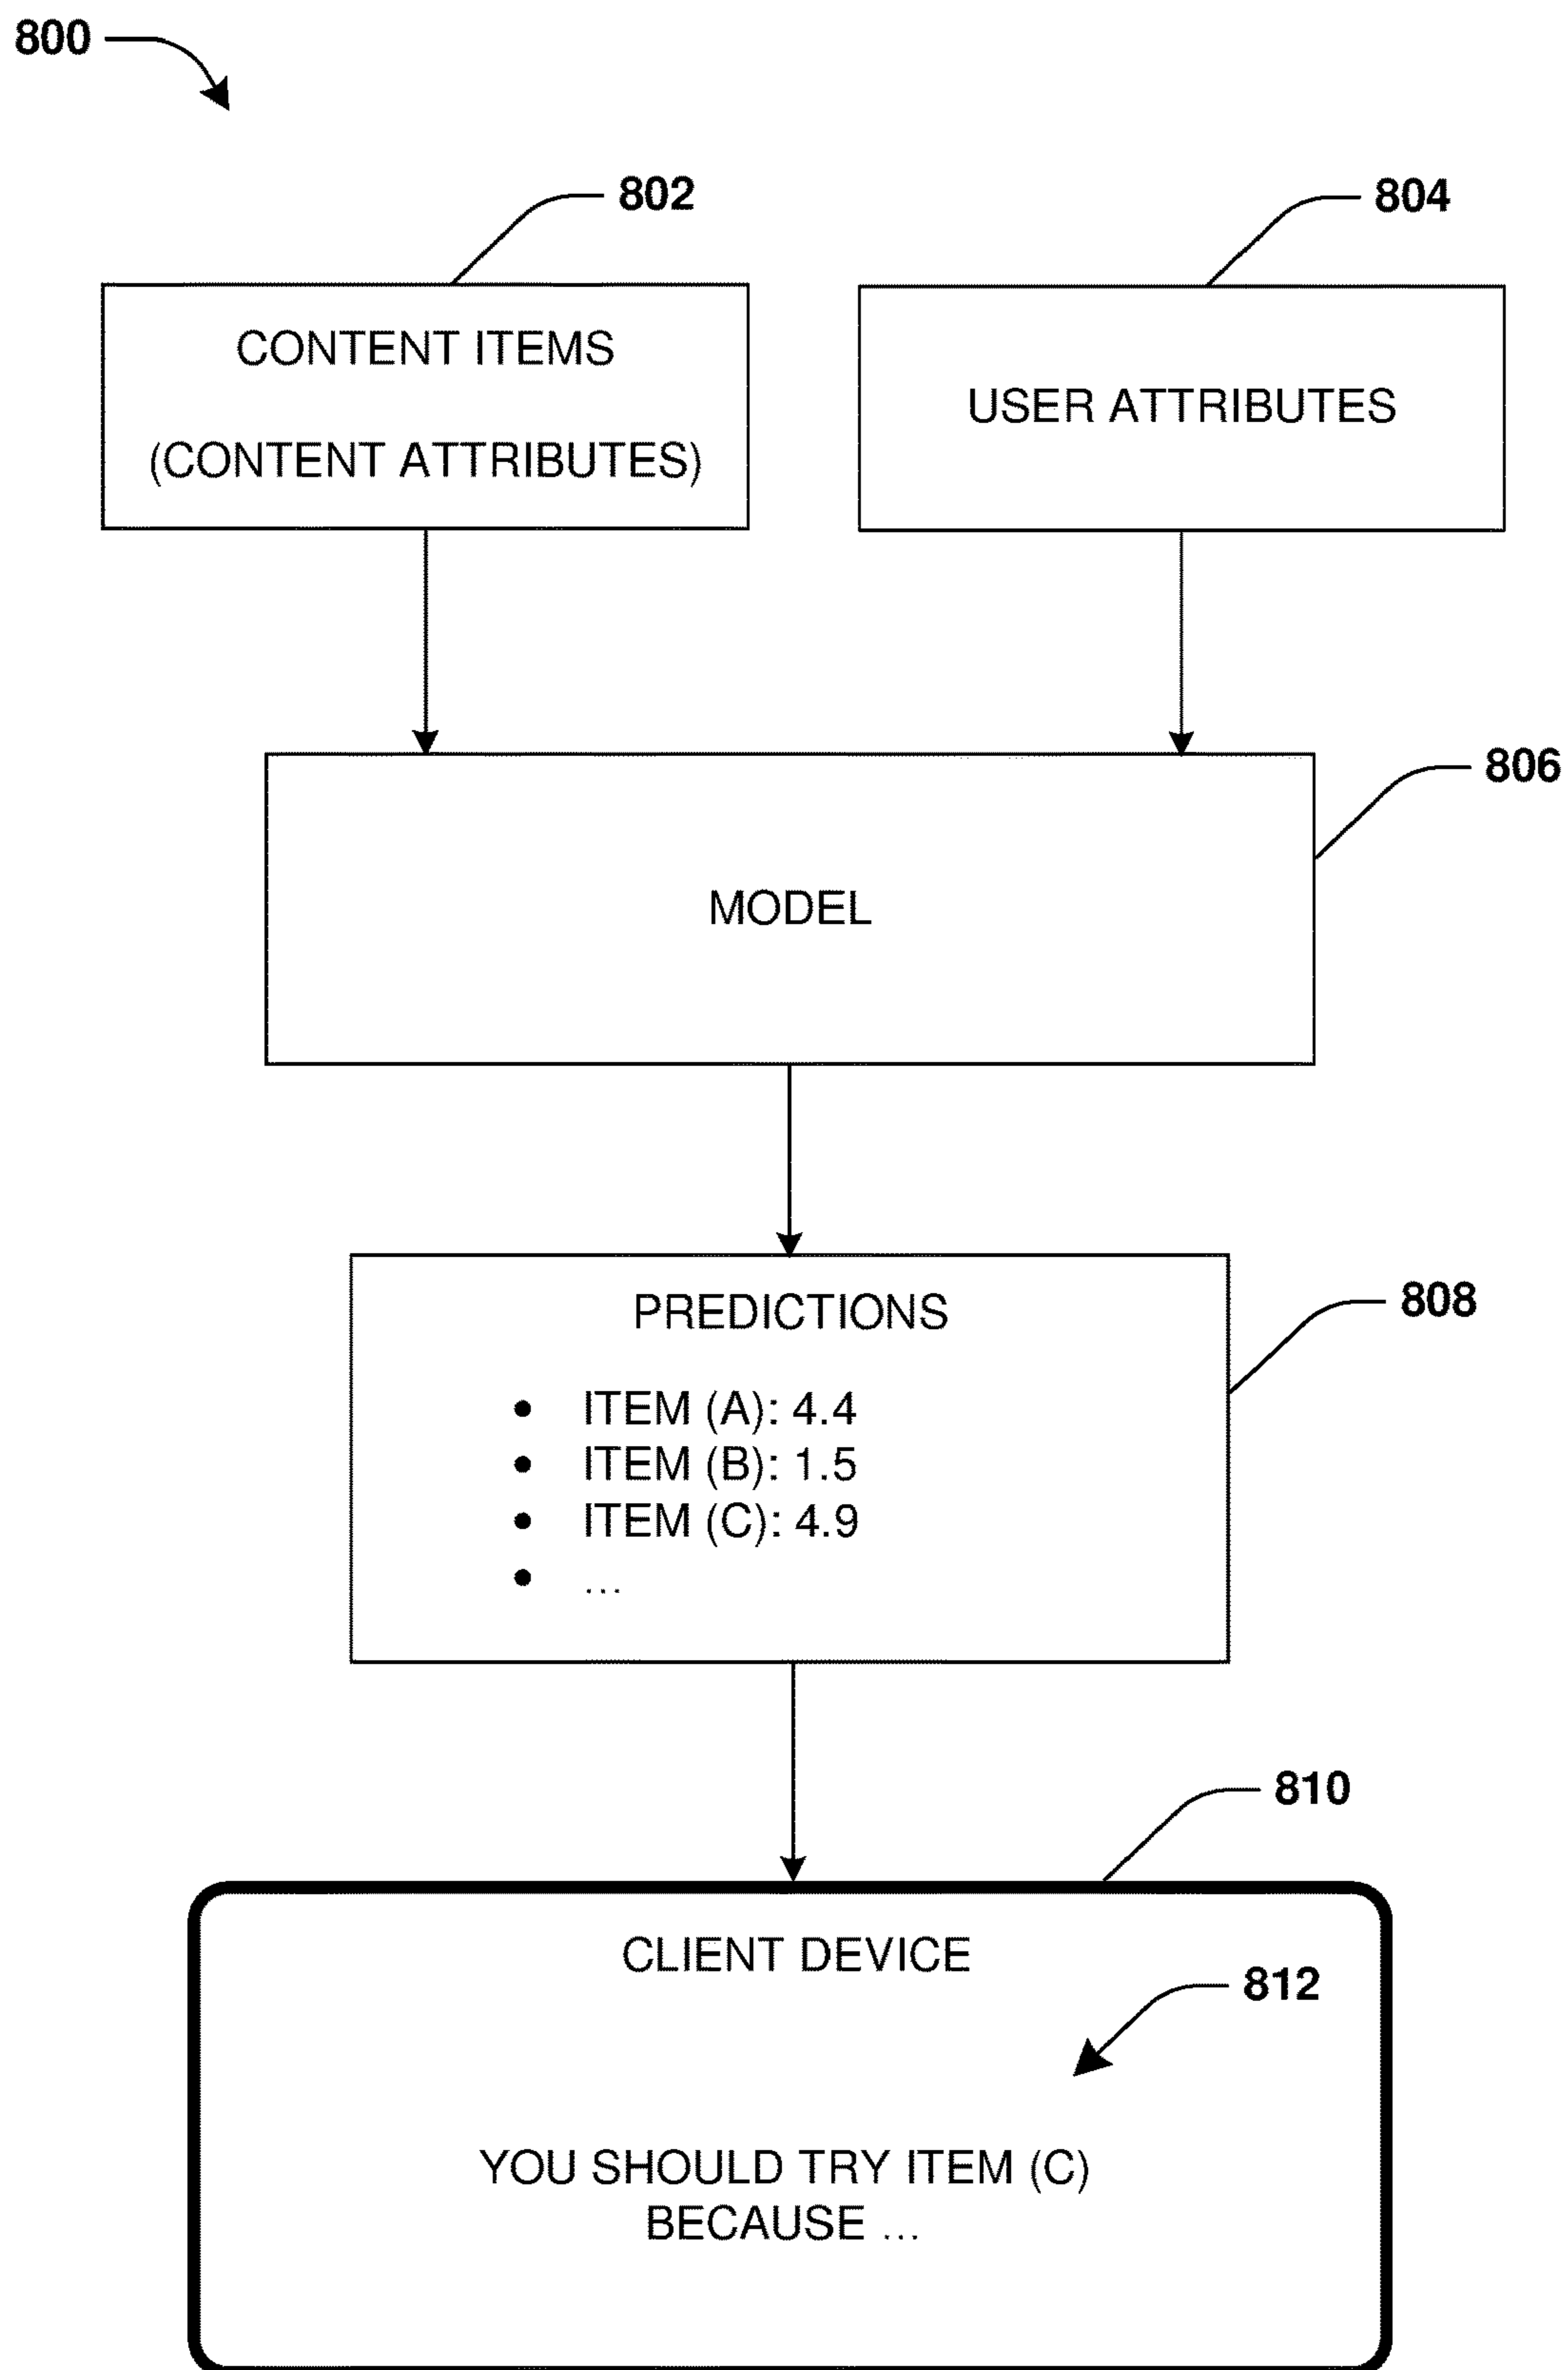 800
802
804
CONTENT ITEMS
(CONTENT ATTRIBUTES)
USER ATTRIBUTES
806
MODEL
PREDICTIONS
808
• ITEM (A): 4.4
• ITEM (B): 1.5
• ITEM (C): 4.9
• ...
810
CLIENT DEVICE
812
YOU SHOULD TRY ITEM (C)
BECAUSE ...